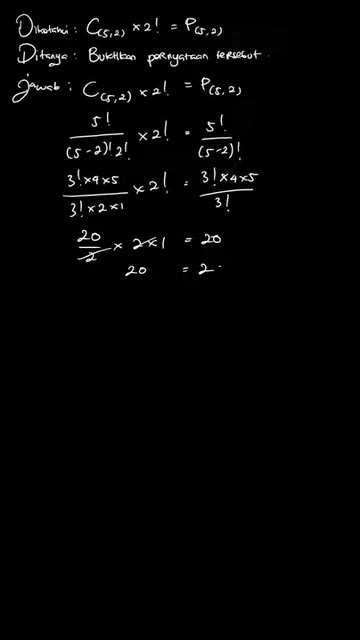 Diketahui : C(5,2) × 2! = P(5,2)
Ditanya : Buktikan pernyataan tersebut.
Jawab : C(5,2) × 2! = P(5,2)
5!/((5-2)! 2!) × 2! = 5!/(5-2)!
(3! × 4 × 5)/(3! × 2 × 1) × 2! = (3! × 4 × 5)/3!
20/2 × 2 × 1 = 20
20 = 2